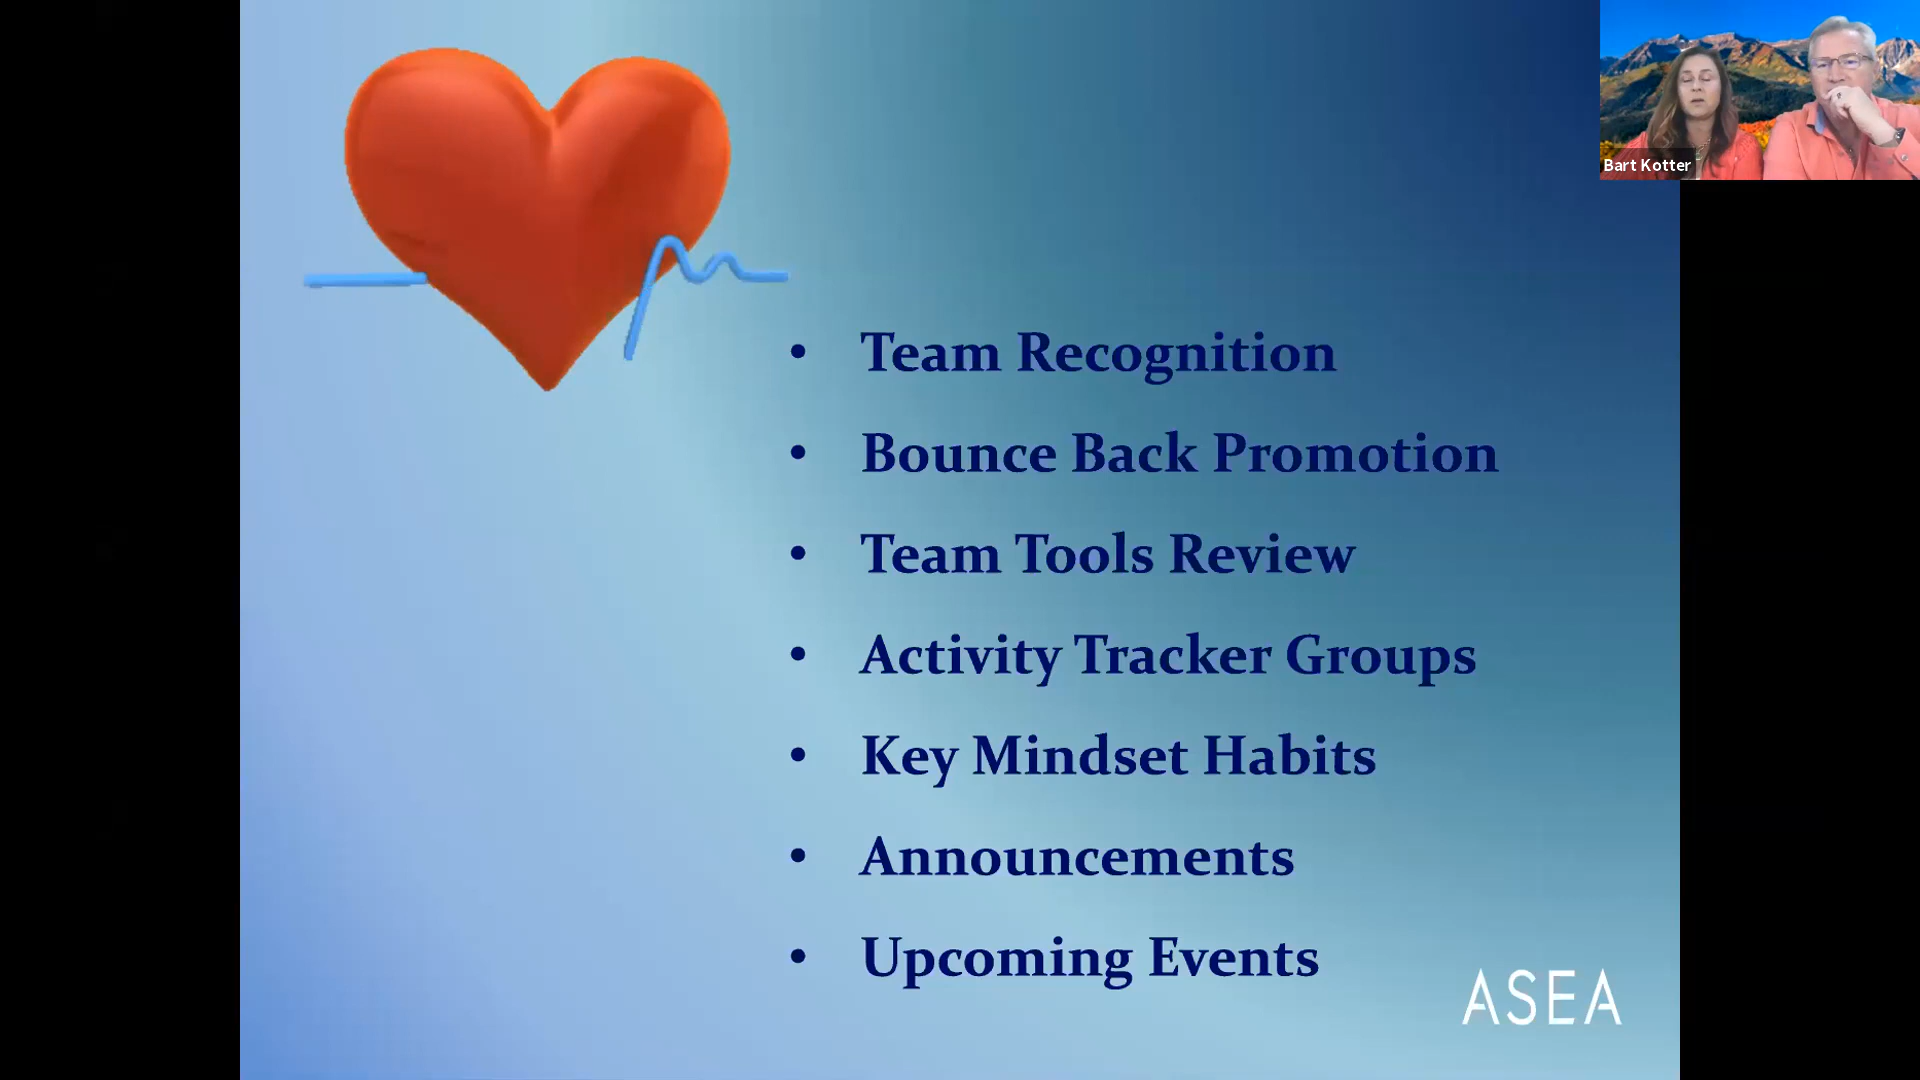 Bart Kotter
• Team Recognition
• Bounce Back Promotion
• Team Tools Review
• Activity Tracker Groups
• Key Mindset Habits
• Announcements
• Upcoming Events
ASEA